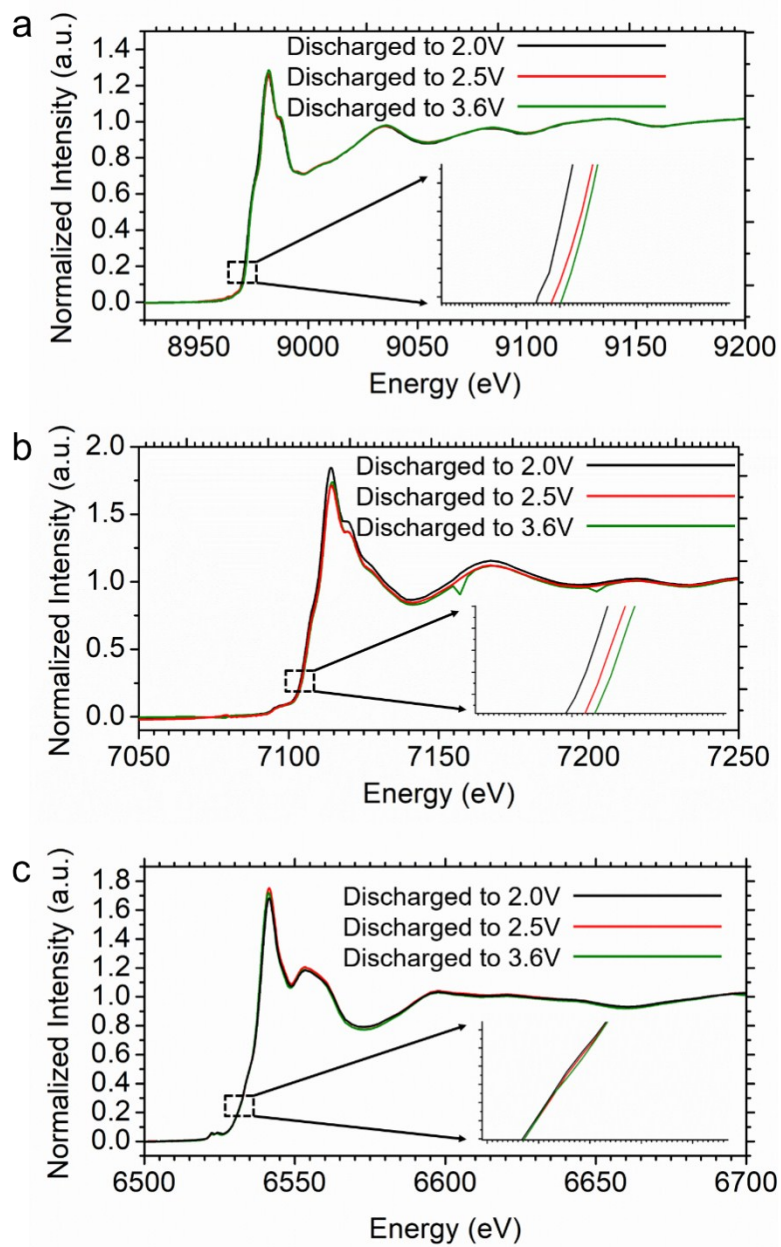 a
Normalized Intensity (a.u.)
1.4
1.2
1.0
0.8
0.6
0.4
0.2
0.0
Discharged to 2.0V
Discharged to 2.5V
Discharged to 3.6V
8950 9000 9050 9100 9150 9200
Energy (eV)
b
Normalized Intensity (a.u.)
2.0
1.5
1.0
0.5
0.0
Discharged to 2.0V
Discharged to 2.5V
Discharged to 3.6V
7050 7100 7150 7200 7250
Energy (eV)
c
Normalized Intensity (a.u.)
1.8
1.6
1.4
1.2
1.0
0.8
0.6
0.4
0.2
0.0
Discharged to 2.0V
Discharged to 2.5V
Discharged to 3.6V
6500 6550 6600 6650 6700
Energy (eV)